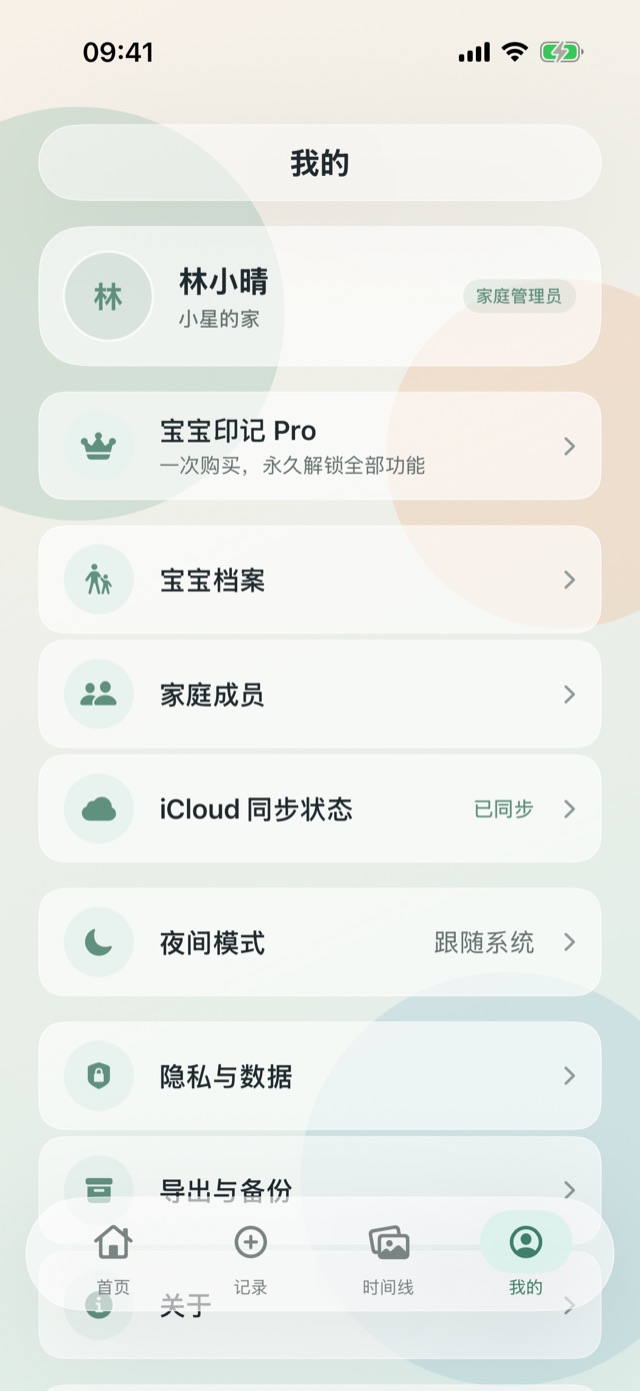 09:41
我的
林
林小晴
小星的家
家庭管理员
宝宝印记 Pro
一次购买，永久解锁全部功能
宝宝档案
家庭成员
iCloud 同步状态
已同步
夜间模式
跟随系统
隐私与数据
导出与备份
关于
首页
记录
时间线
我的